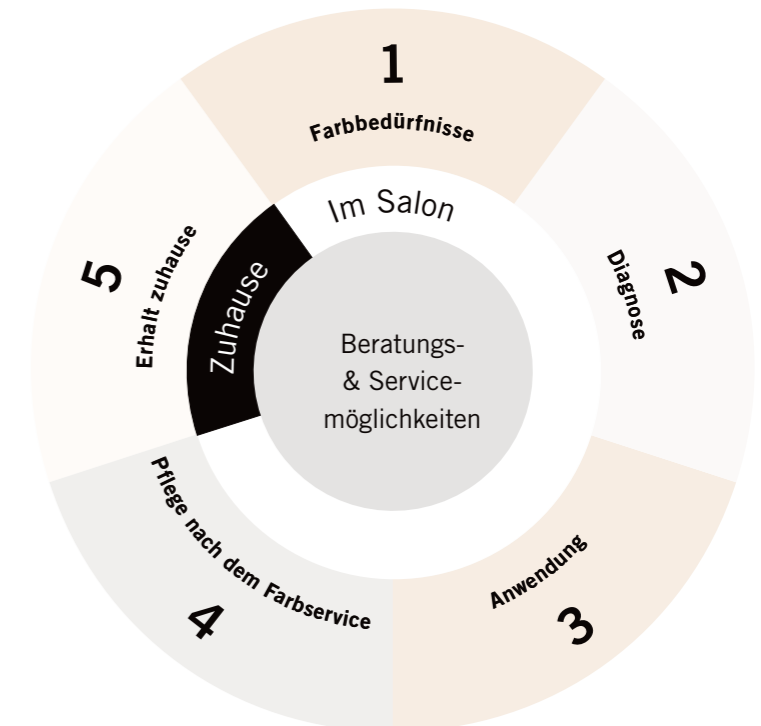 1
Farbbedürfnisse
2
Diagnose
3
Anwendung
4
Pflege nach dem Farbservice
5
Erhalt zuhause
Im Salon
Zuhause
Beratungs-
& Service-
möglichkeiten